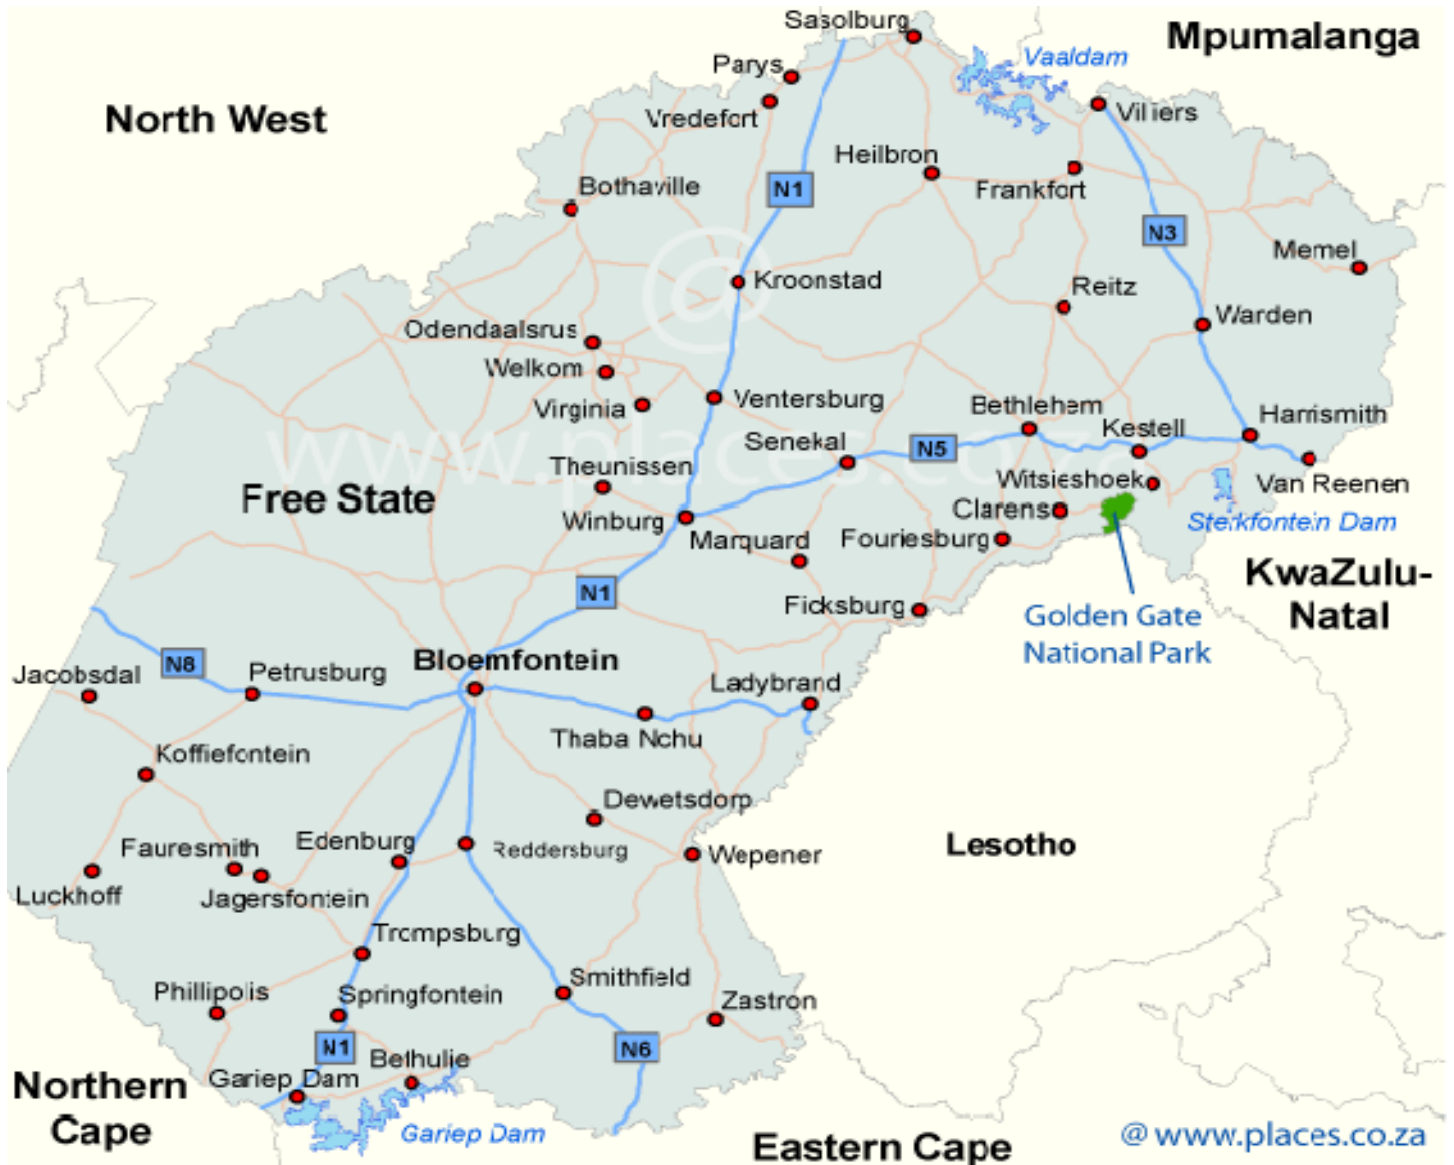 Sasolburg
Mpumalanga
Vaaldam
Parys
North West
Vredefort
Villiers
Heilbron
Bothaville
N1
Frankfort
N3
Memel
Kroonstad
Reitz
Odendaalsrus
Warden
Welkom
Virginia
Ventersburg
Bethlehem
Harrismith
Senekal
N5
Kestell
www.places.co.za
@
Theunissen
Witsieshoek
Van Reenen
Free State
Winburg
Clarens
Sterkfontein Dam
Marquard
Fouriesburg
KwaZulu-
Natal
N1
Ficksburg
Golden Gate
National Park
N8
Bloemfontein
Jacobsdal
Petrusburg
Ladybrand
Thaba Nchu
Koffiefontein
Dewetsdorp
Edenburg
Fauresmith
Reddersburg
Wepener
Lesotho
Luckhoff
Jagersfontein
Trompsburg
Smithfield
Phillipolis
Springfontein
Zastron
N1
N6
Bethulie
Gariep Dam
Northern
Cape
Gariep Dam
Eastern Cape
@ www.places.co.za